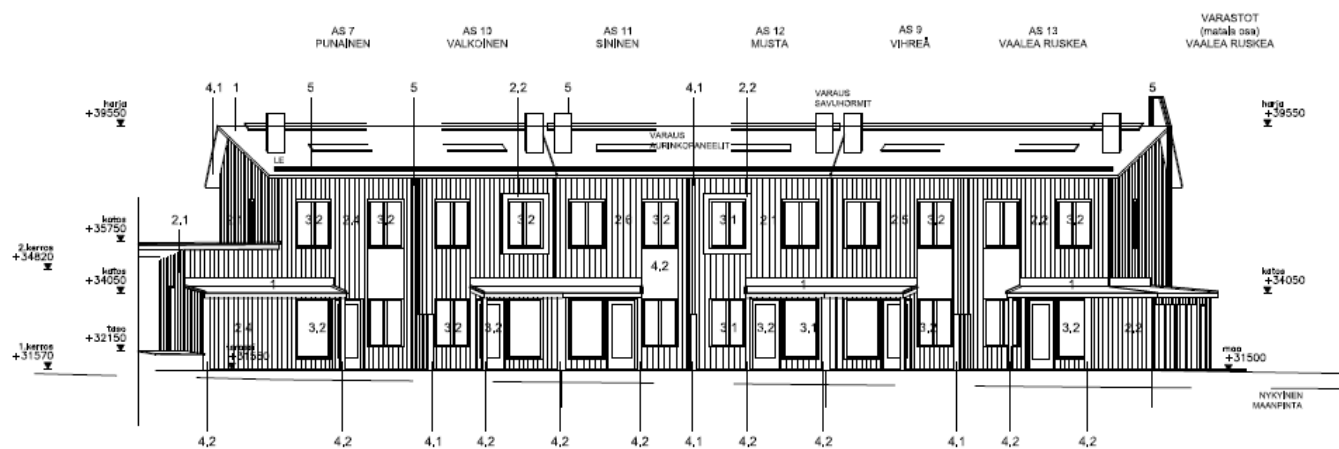 AS 7
PUNAINEN
AS 10
VALKOINEN
AS 11
SININEN
AS 12
MUSTA
AS 9
VIHREÄ
AS 13
VAALEA RUSKEA
VARASTOT
(matala osa)
VAALEA RUSKEA
4,1 1 5 5 2,2 5 4,1 2,2 5
VARAUS
SAVUHORMIT
harja
+39550
harja
+39550
VARAUS
AURINKOPANEELIT
LE
2,1 2,1 3,2 2,4 3,2 3,2 2,6 3,2 3,1 2,1 2,5 3,2 2,2 3,2
katos
+35750
2.kerros
+34820
4,2
katos
+34050
katos
+34050
1 1 1
2,4 3,2 3,2 3,2 3,1 3,2 3,1 3,2 3,2 2,2
taso
+32150
1.kerros
+31570
+31550
maa
+31500
NYKYINEN
MAANPINTA
4,2 4,2 4,1 4,2 4,2 4,2 4,1 4,2 4,2 4,1 4,2 4,2